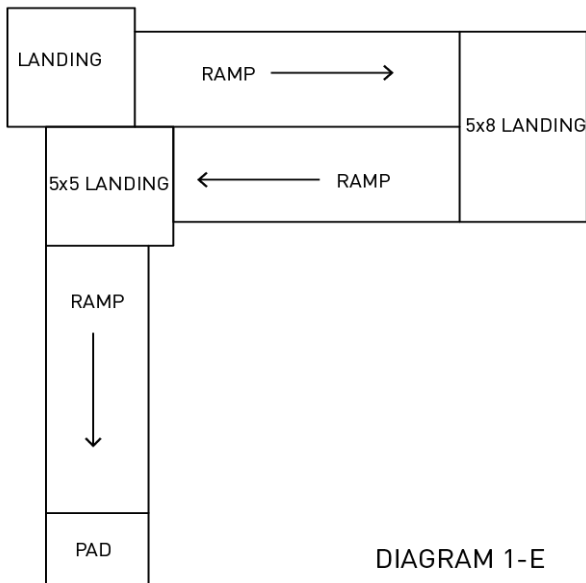 LANDING
RAMP
5x8 LANDING
5x5 LANDING
RAMP
RAMP
PAD
DIAGRAM 1-E